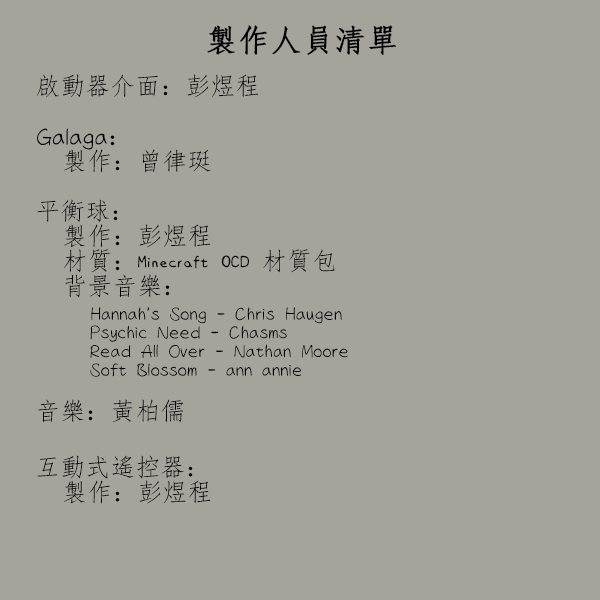 製作人員清單
啟動器介面：彭煜程
Galaga：
製作：曾律珽
平衡球：
製作：彭煜程
材質：Minecraft OCD 材質包
背景音樂：
Hannah's Song - Chris Haugen
Psychic Need - Chasms
Read All Over - Nathan Moore
Soft Blossom - ann annie
音樂：黃柏儒
互動式遙控器：
製作：彭煜程